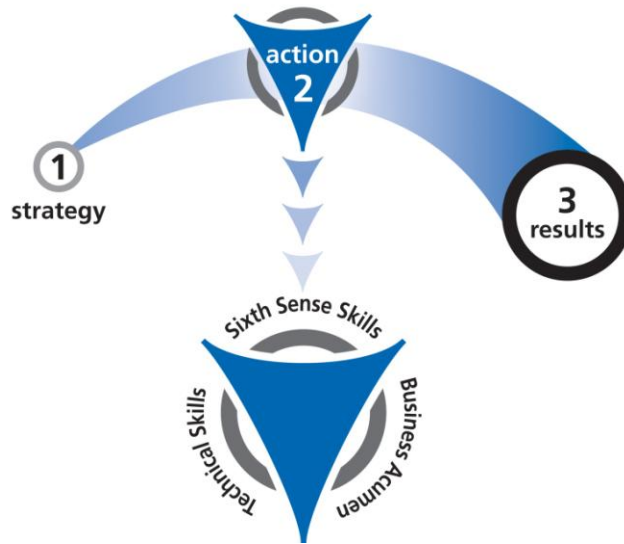 action
2
1
strategy
3
results
Sixth Sense Skills
Technical Skills
Business Acumen